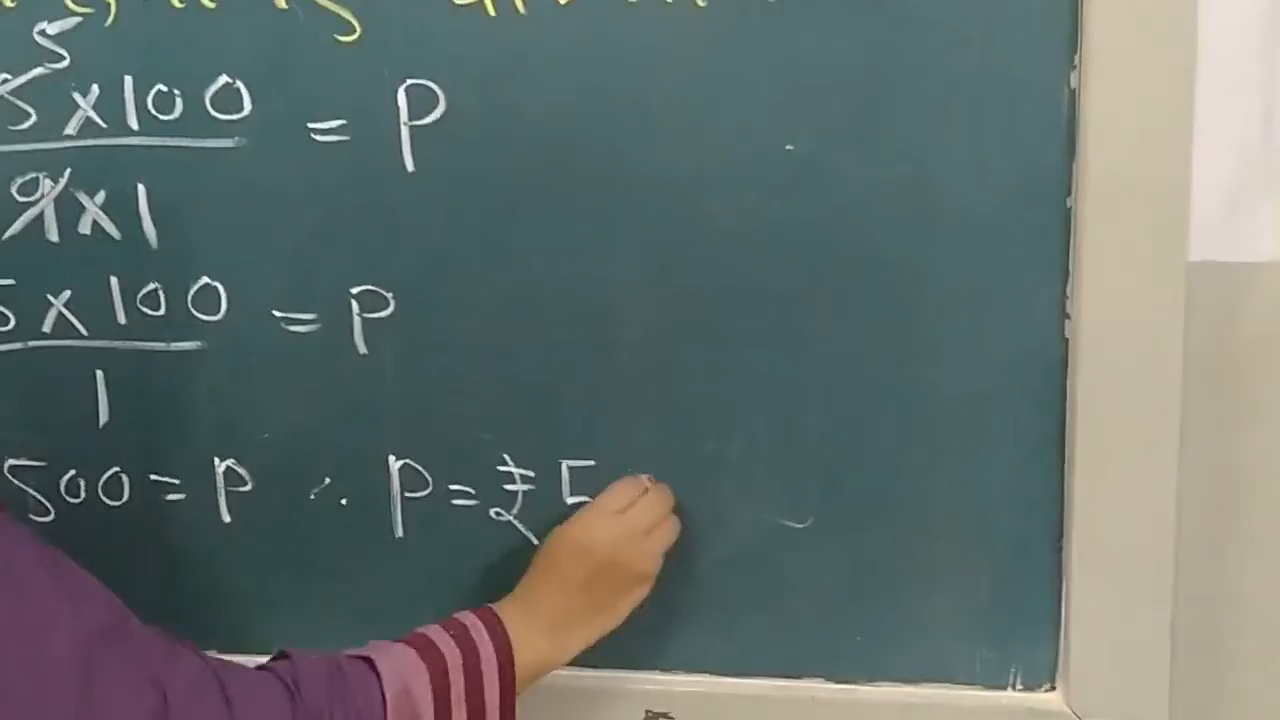 5
5 x 100 = P
9 x 1
5 x 100 = P
1
500 = P ∴ P = ₹ 5